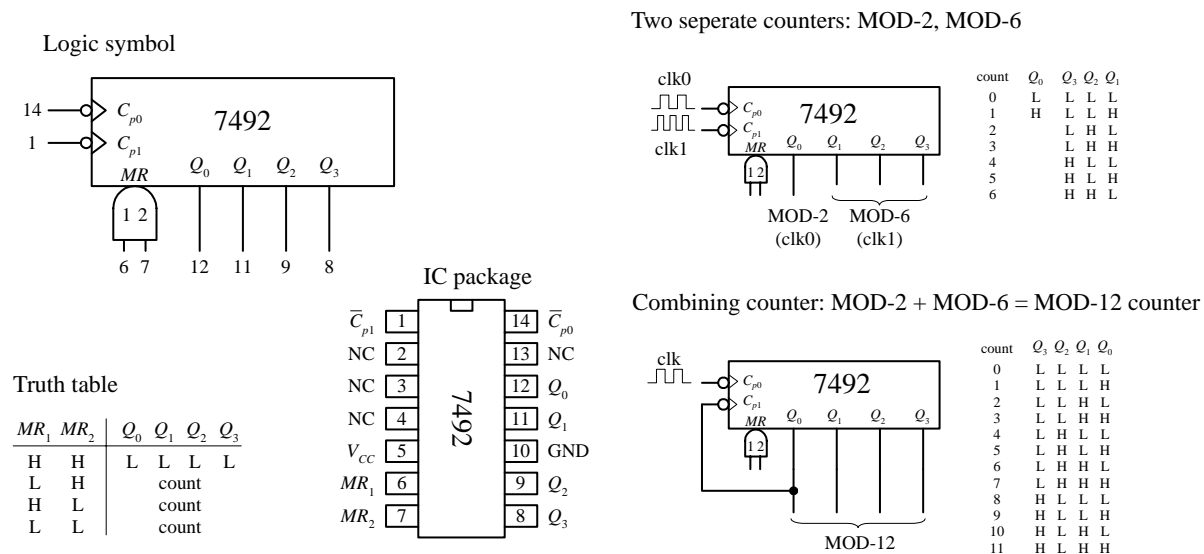 Logic symbol
14
C̅p0
1
Cp1
7492
MR
Q0 Q1 Q2 Q3
1 2
6 7 12 11 9 8
Truth table
MR1 MR2 Q0 Q1 Q2 Q3
H H L L L L
L H count
H L count
L L count
IC package
C̅p1 1 14 C̅p0
NC 2 13 NC
NC 3 12 Q0
NC 4 11 Q1
VCC 5 10 GND
MR1 6 9 Q2
MR2 7 8 Q3
7492
Two seperate counters: MOD-2, MOD-6
clk0
clk1
Cp0
Cp1
7492
MR Q0 Q1 Q2 Q3
1 2
MOD-2 MOD-6
(clk0) (clk1)
count Q0 Q3 Q2 Q1
0 L L L L
1 H L L H
2 L H L
3 L H H
4 H L L
5 H L H
6 H H L
Combining counter: MOD-2 + MOD-6 = MOD-12 counter
clk
Cp0
Cp1
7492
MR Q0 Q1 Q2 Q3
1 2
MOD-12
count Q3 Q2 Q1 Q0
0 L L L L
1 L L L H
2 L L H L
3 L L H H
4 L H L L
5 L H L H
6 L H H L
7 L H H H
8 H L L L
9 H L L H
10 H L H L
11 H L H H